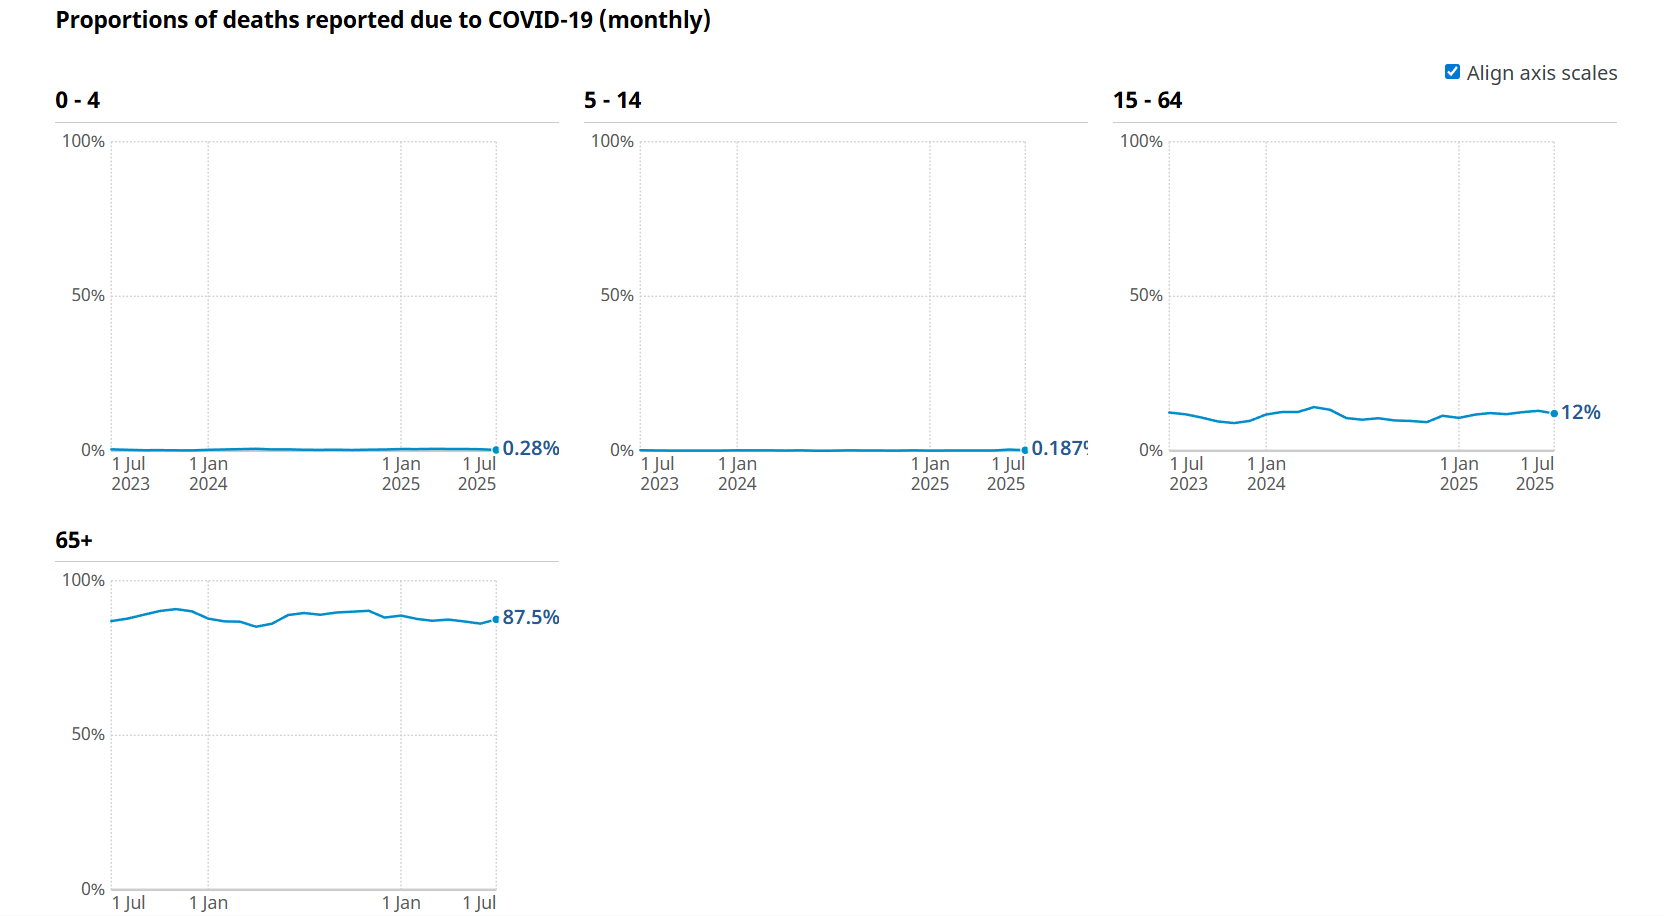 Proportions of deaths reported due to COVID-19 (monthly)
Align axis scales
0 - 4
100%
50%
0%
0.28%
1 Jul 2023
1 Jan 2024
1 Jan 2025
1 Jul 2025
5 - 14
100%
50%
0%
0.187%
1 Jul 2023
1 Jan 2024
1 Jan 2025
1 Jul 2025
15 - 64
100%
50%
0%
12%
1 Jul 2023
1 Jan 2024
1 Jan 2025
1 Jul 2025
65+
100%
50%
0%
87.5%
1 Jul
1 Jan
1 Jan
1 Jul